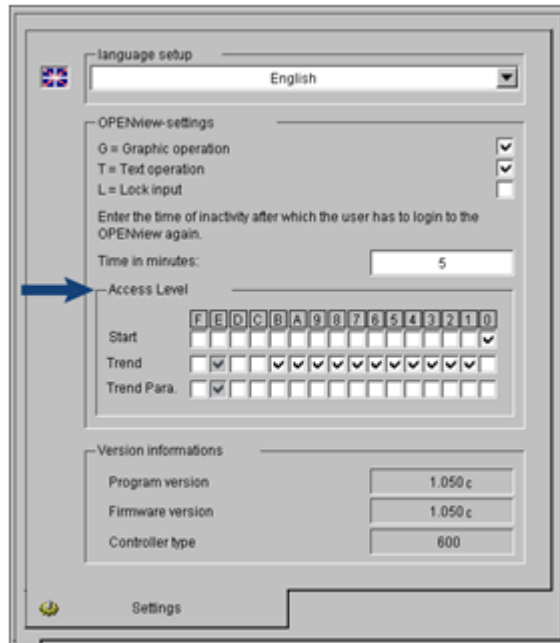 language setup
English
OPENview-settings
G = Graphic operation
T = Text operation
L = Lock input
Enter the time of inactivity after which the user has to login to the
OPENview again.
Time in minutes: 5
Access Level
F E D C B A 9 8 7 6 5 4 3 2 1 0
Start
Trend
Trend Para.
Version informations
Program version 1.050 c
Firmware version 1.050 c
Controller type 600
Settings